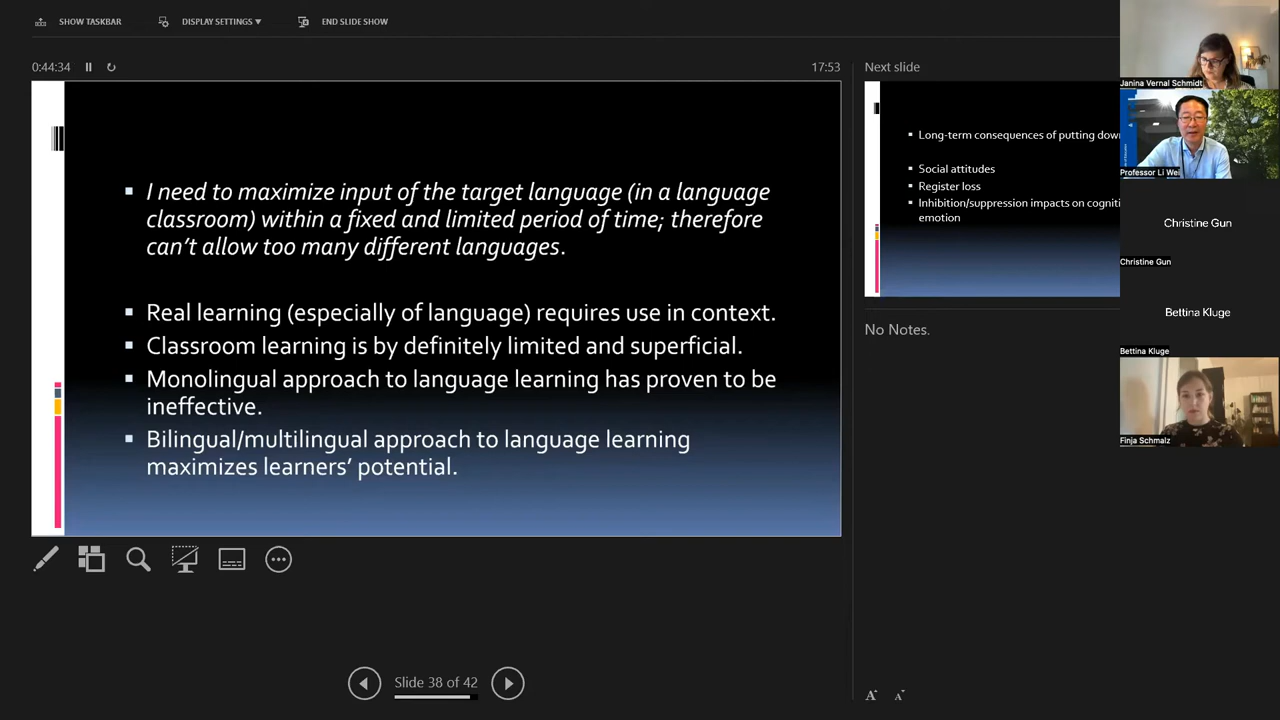 SHOW TASKBAR
DISPLAY SETTINGS
END SLIDE SHOW
0:44:34
17:53
I need to maximize input of the target language (in a language
classroom) within a fixed and limited period of time; therefore
can't allow too many different languages.
Real learning (especially of language) requires use in context.
Classroom learning is by definitely limited and superficial.
Monolingual approach to language learning has proven to be
ineffective.
Bilingual/multilingual approach to language learning
maximizes learners' potential.
Slide 38 of 42
Next slide
Long-term consequences of putting down
Social attitudes
Register loss
Inhibition/suppression impacts on cogniti
emotion
No Notes.
A
A
Janina Vernal Schmidt
Professor Li Wei
Christine Gun
Christine Gun
Bettina Kluge
Bettina Kluge
Finja Schmalz